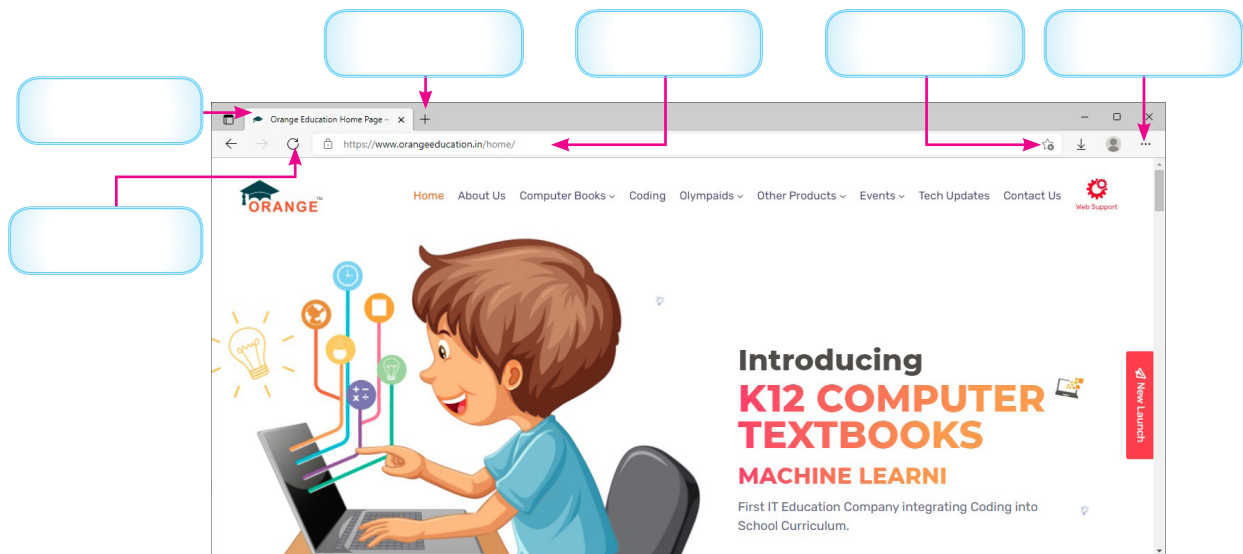 Orange Education Home Page –
https://www.orangeeducation.in/home/
ORANGE™
Home About Us Computer Books Coding Olympaids Other Products Events Tech Updates Contact Us
Web Support
Introducing
K12 COMPUTER
TEXTBOOKS
MACHINE LEARNI
First IT Education Company integrating Coding into
School Curriculum.
New Launch